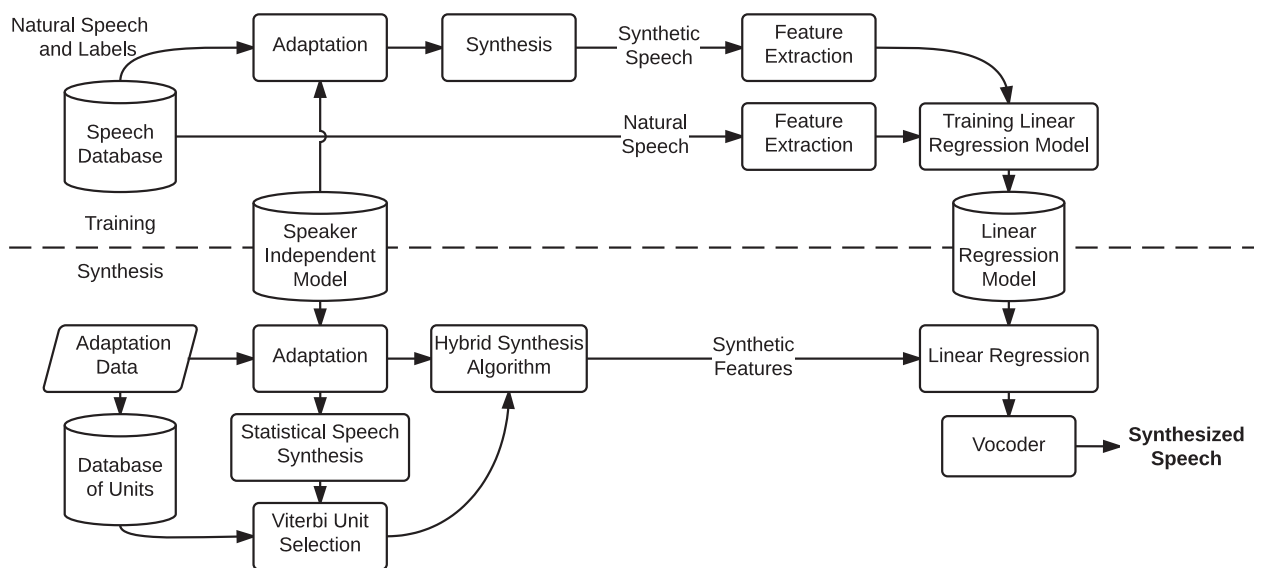 Natural Speech
and Labels
Adaptation
Synthesis
Synthetic
Speech
Feature
Extraction
Speech
Database
Natural
Speech
Feature
Extraction
Training Linear
Regression Model
Training
Speaker
Independent
Model
Linear
Regression
Model
Synthesis
Adaptation
Data
Adaptation
Hybrid Synthesis
Algorithm
Synthetic
Features
Linear Regression
Database
of Units
Statistical Speech
Synthesis
Vocoder
Synthesized
Speech
Viterbi Unit
Selection